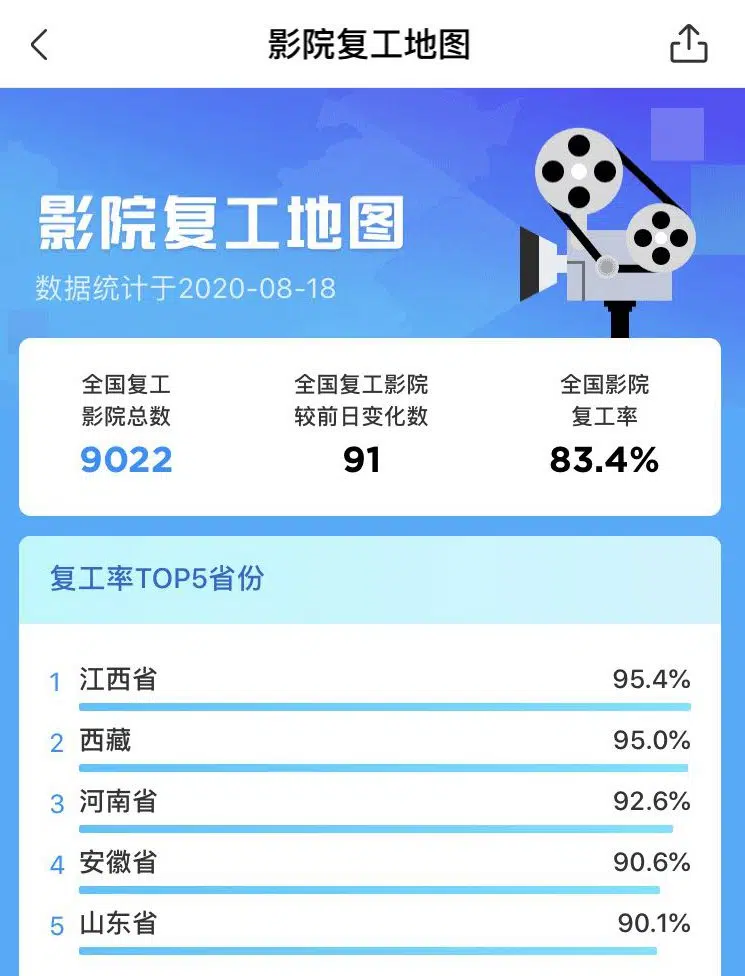 影院复工地图
影院复工地图
数据统计于2020-08-18
全国复工
影院总数
9022
全国复工影院
较前日变化数
91
全国影院
复工率
83.4%
复工率TOP5省份
1 江西省 95.4%
2 西藏 95.0%
3 河南省 92.6%
4 安徽省 90.6%
5 山东省 90.1%